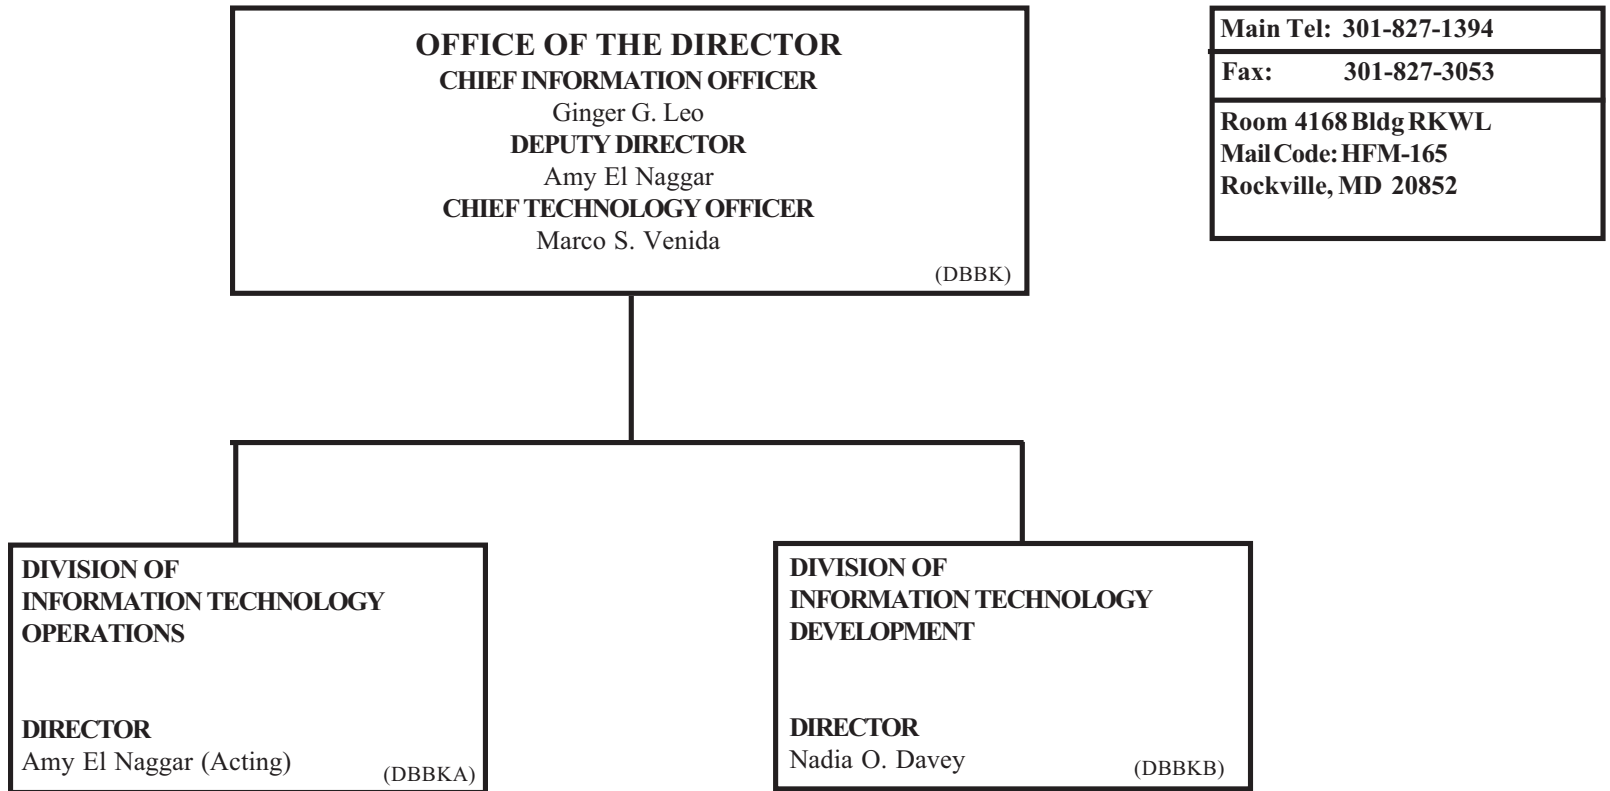 OFFICE OF THE DIRECTOR
CHIEF INFORMATION OFFICER
Ginger G. Leo
DEPUTY DIRECTOR
Amy El Naggar
CHIEF TECHNOLOGY OFFICER
Marco S. Venida
(DBBK)
Main Tel: 301-827-1394
Fax: 301-827-3053
Room 4168 Bldg RKWL
Mail Code: HFM-165
Rockville, MD 20852
DIVISION OF
INFORMATION TECHNOLOGY
OPERATIONS
DIRECTOR
Amy El Naggar (Acting)
(DBBKA)
DIVISION OF
INFORMATION TECHNOLOGY
DEVELOPMENT
DIRECTOR
Nadia O. Davey
(DBBKB)